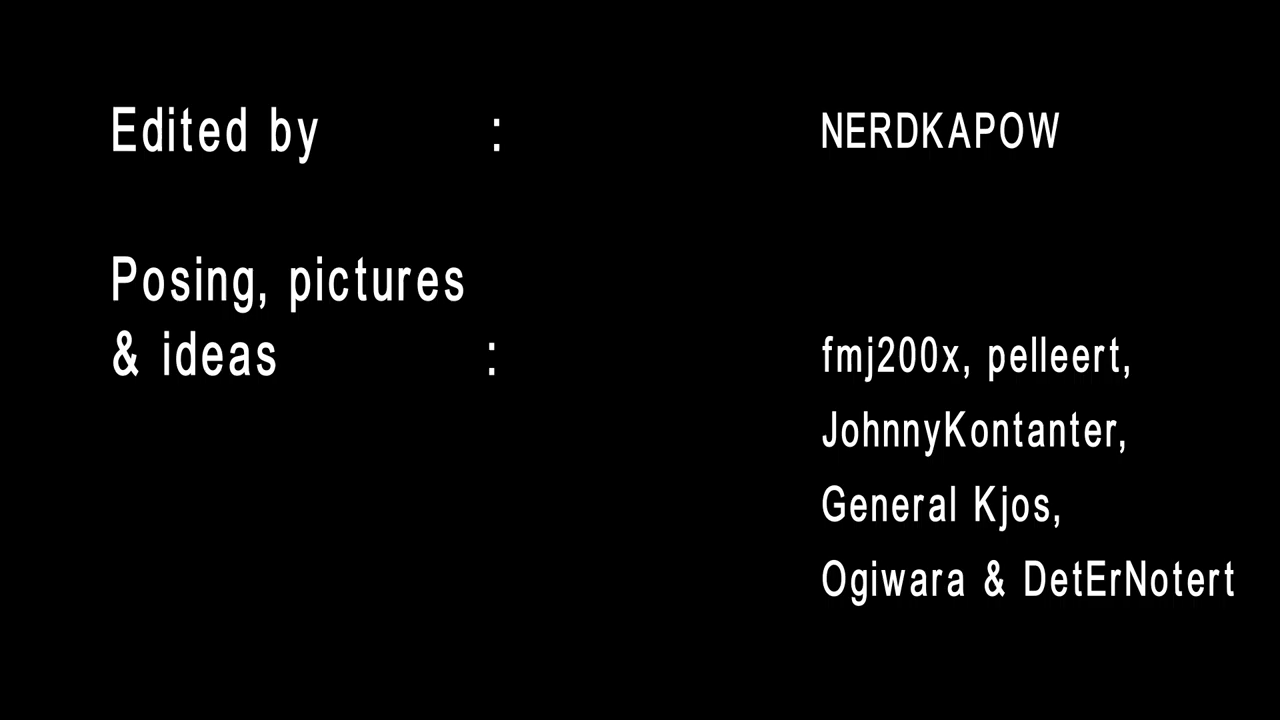 Edited by : NERDKAPOW
Posing, pictures
& ideas : fmj200x, pelleert,
JohnnyKontanter,
General Kjos,
Ogiwara & DetErNotert